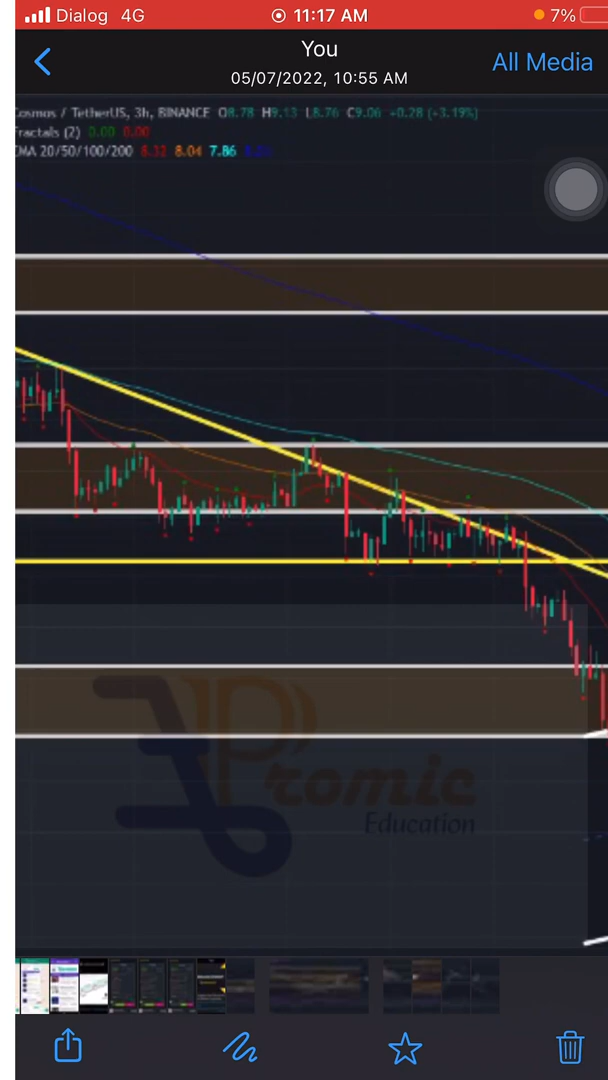 Dialog 4G 11:17 AM 7%
You
All Media
05/07/2022, 10:55 AM
Cosmos / TetherUS, 3h, BINANCE O8.78 H9.13 L8.76 C9.06 +0.28 (+3.19%)
Fractals (2) 0.00 0.00
EMA 20/50/100/200 8.32 8.04 7.86
Promic
Education